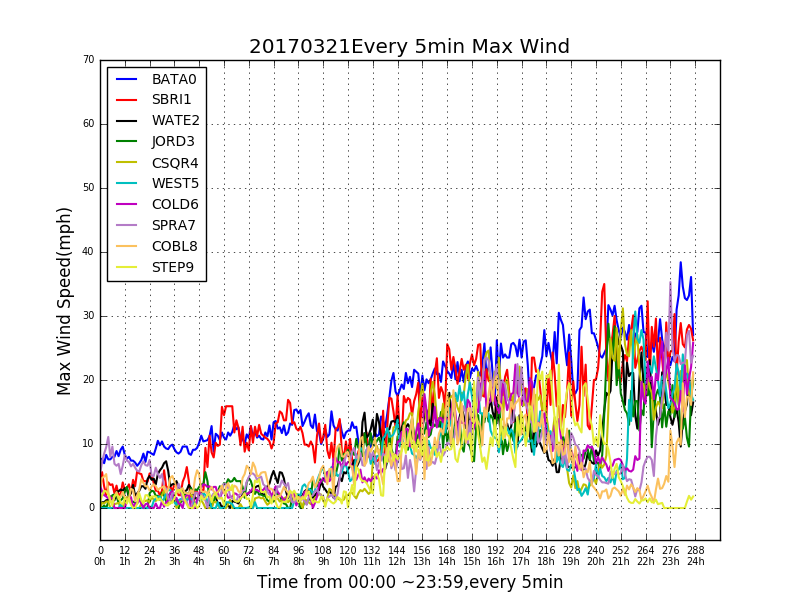 20170321Every 5min Max Wind
70
60
50
40
30
20
10
0
Max Wind Speed(mph)
BATA0
SBRI1
WATE2
JORD3
CSQR4
WEST5
COLD6
SPRA7
COBL8
STEP9
0 12 24 36 48 60 72 84 96 108 120 132 144 156 168 180 192 204 216 228 240 252 264 276 288
0h 1h 2h 3h 4h 5h 6h 7h 8h 9h 10h 11h 12h 13h 14h 15h 16h 17h 18h 19h 20h 21h 22h 23h 24h
Time from 00:00 ~23:59,every 5min